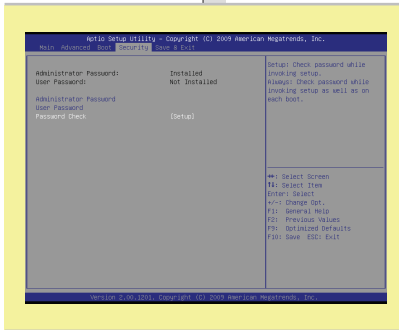 Aptio Setup Utility - Copyright (C) 2009 American Megatrends, Inc.
Main Advanced Boot Security Save & Exit
Administrator Password: Installed
User Password: Not Installed
Administrator Password
User Password
Password Check [Setup]
Setup: Check password while
invoking setup.
Always: Check password while
invoking setup as well as on
each boot.
→←: Select Screen
↑↓: Select Item
Enter: Select
+/-: Change Opt.
F1: General Help
F2: Previous Values
F9: Optimized Defaults
F10: Save ESC: Exit
Version 2.00.1201. Copyright (C) 2009 American Megatrends, Inc.